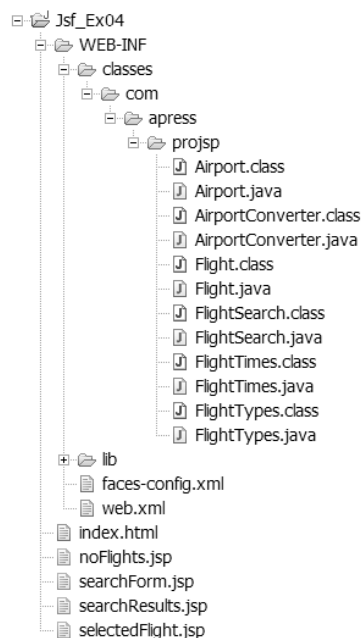 Jsf_Ex04
WEB-INF
classes
com
apress
projsp
Airport.class
Airport.java
AirportConverter.class
AirportConverter.java
Flight.class
Flight.java
FlightSearch.class
FlightSearch.java
FlightTimes.class
FlightTimes.java
FlightTypes.class
FlightTypes.java
lib
faces-config.xml
web.xml
index.html
noFlights.jsp
searchForm.jsp
searchResults.jsp
selectedFlight.jsp